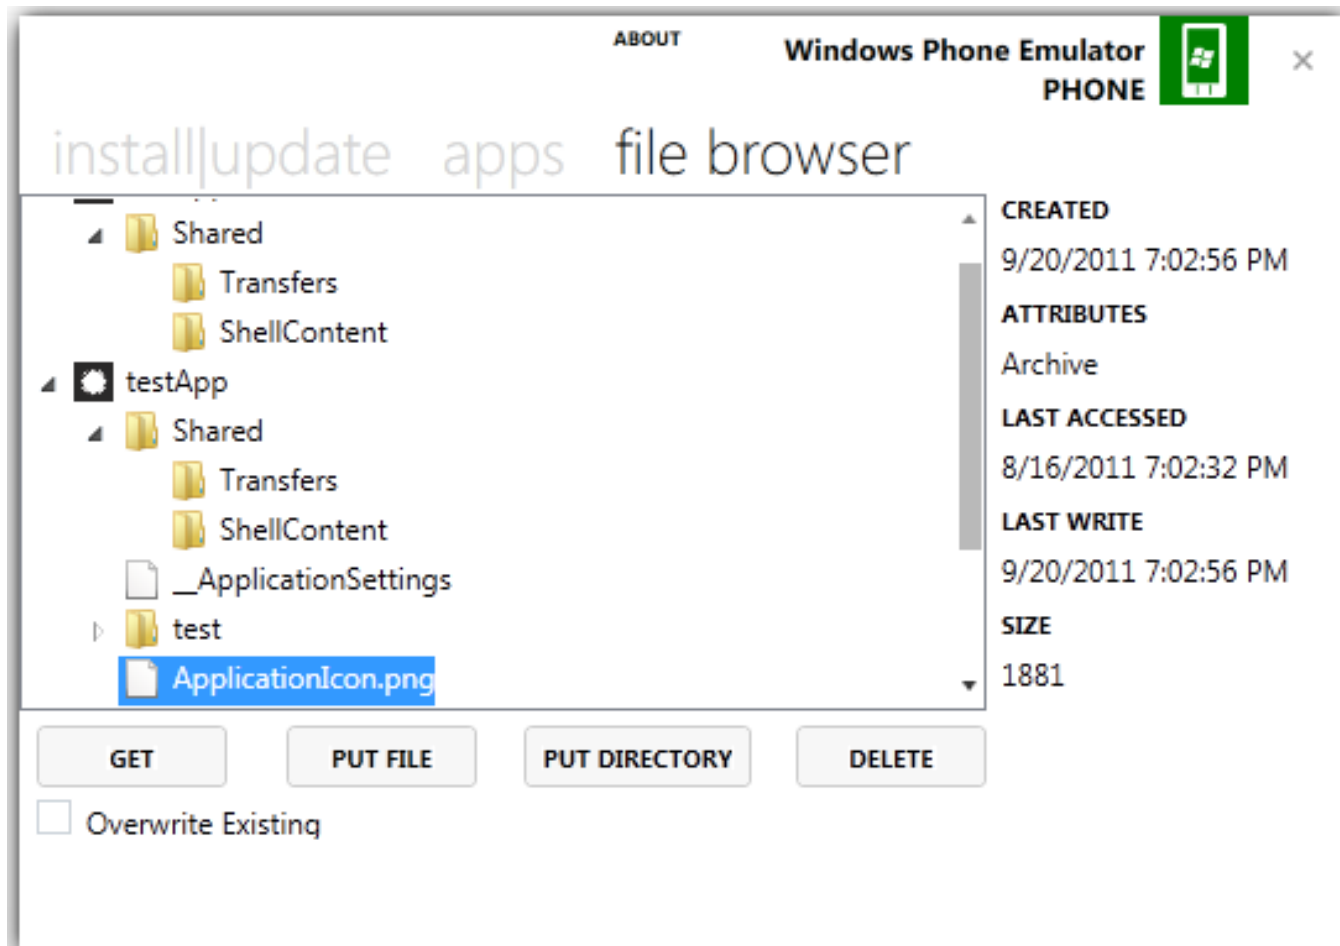 ABOUT
Windows Phone Emulator
PHONE
install|update apps file browser
Shared
Transfers
ShellContent
testApp
Shared
Transfers
ShellContent
__ApplicationSettings
test
ApplicationIcon.png
CREATED
9/20/2011 7:02:56 PM
ATTRIBUTES
Archive
LAST ACCESSED
8/16/2011 7:02:32 PM
LAST WRITE
9/20/2011 7:02:56 PM
SIZE
1881
GET PUT FILE PUT DIRECTORY DELETE
Overwrite Existing